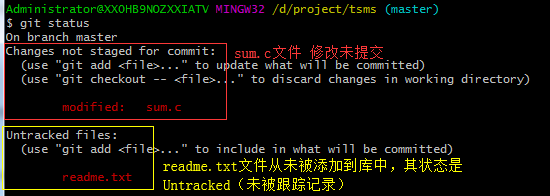 Administrator@XXOHB9NOZXXIATV MINGW32 /d/project/tsms (master)
$ git status
On branch master
Changes not staged for commit:
sum.c文件 修改未提交
(use "git add <file>..." to update what will be committed)
(use "git checkout -- <file>..." to discard changes in working directory)
modified: sum.c
Untracked files:
(use "git add <file>..." to include in what will be committed)
readme.txt
readme.txt文件从未被添加到库中，其状态是
Untracked（未被跟踪记录）